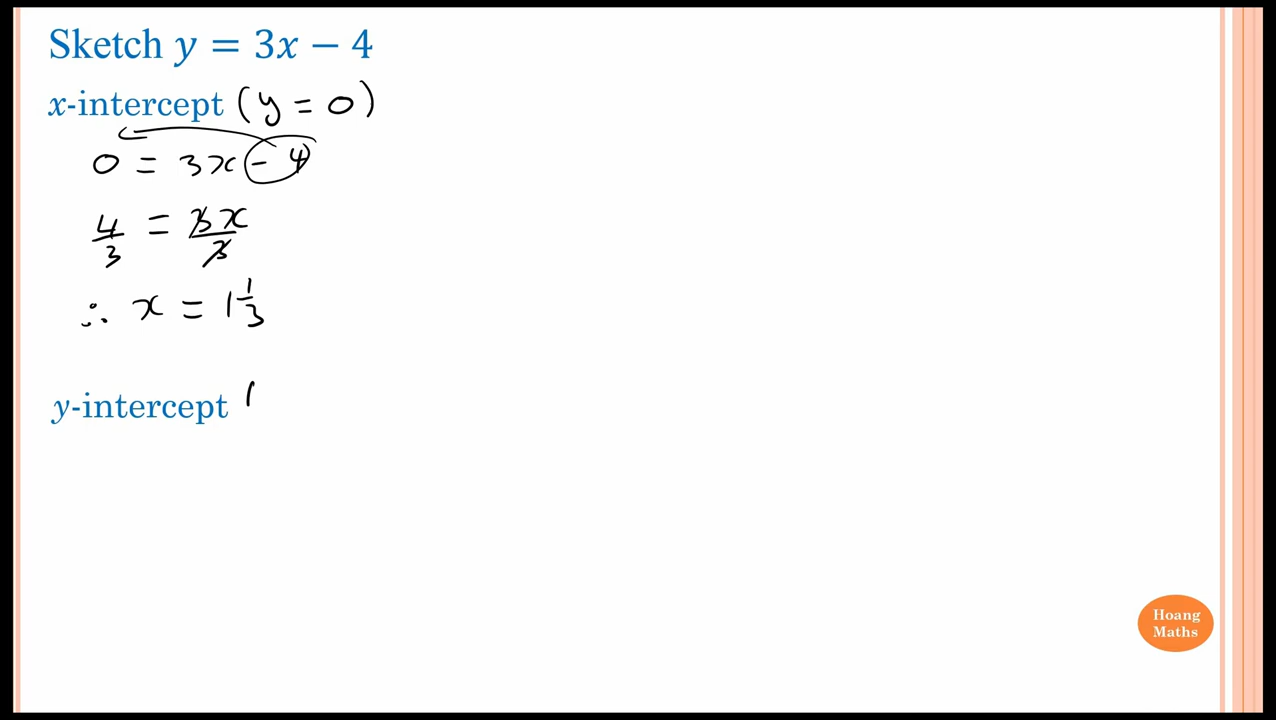 Sketch y = 3x − 4
x-intercept (y = 0)
0 = 3x − 4
4/3 = 3x/3
∴ x = 1 1/3
y-intercept (
Hoang
Maths